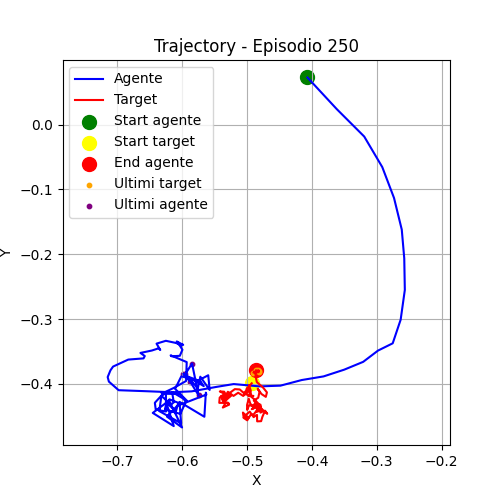 Trajectory - Episodio 250
Agente
Target
Start agente
Start target
End agente
Ultimi target
Ultimi agente
Y
0.0
−0.1
−0.2
−0.3
−0.4
−0.7
−0.6
−0.5
−0.4
−0.3
−0.2
X